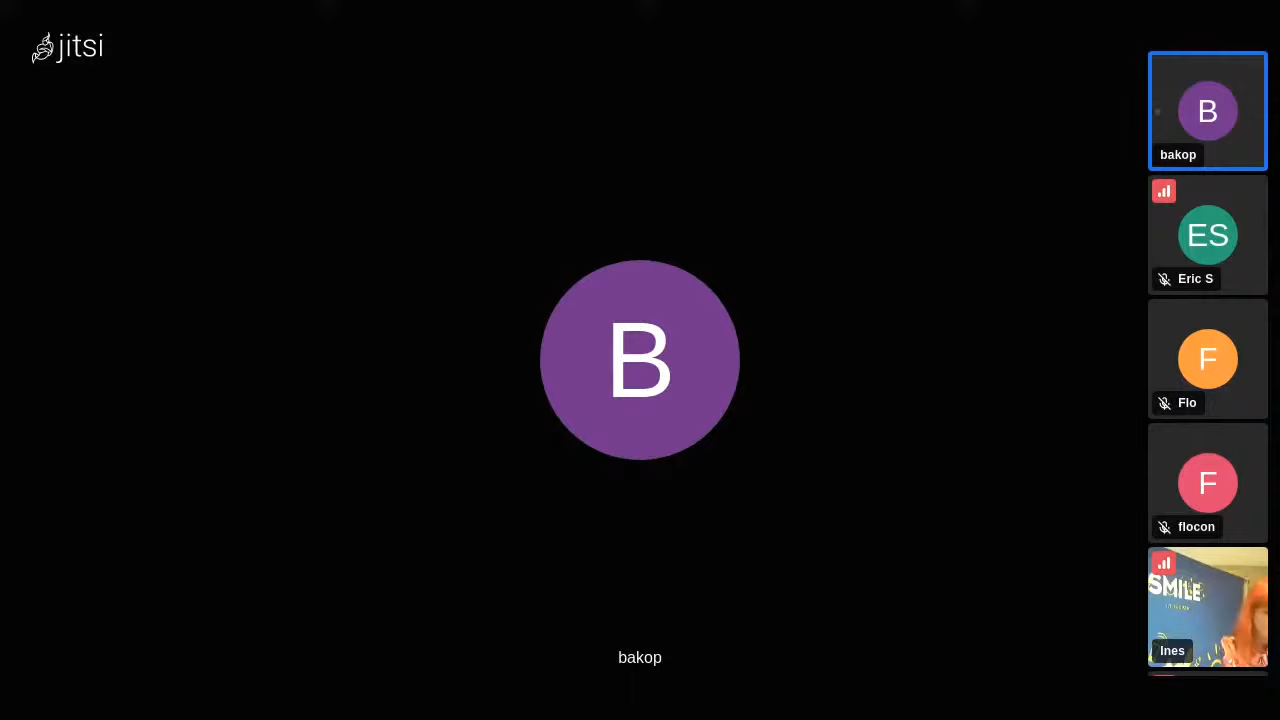 jitsi
B
bakop
B
bakop
ES
Eric S
F
Flo
F
flocon
SMILE
Ines